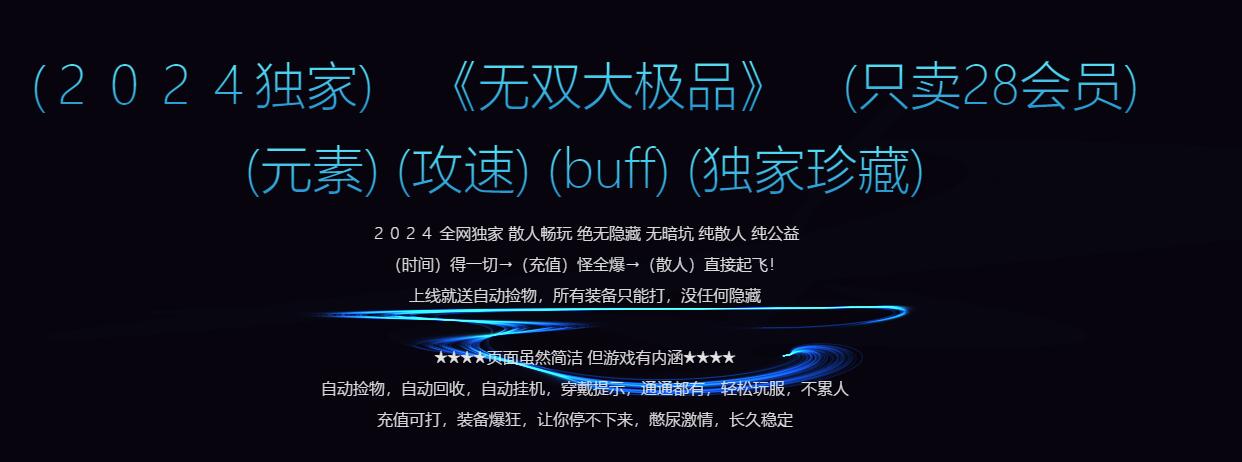 (２０２４独家) 《无双大极品》 (只卖28会员)
(元素) (攻速) (buff) (独家珍藏)
２０２４ 全网独家 散人畅玩 绝无隐藏 无暗坑 纯散人 纯公益
（时间）得一切→（充值）怪全爆→（散人）直接起飞！
上线就送自动捡物，所有装备只能打，没任何隐藏
★★★★页面虽然简洁 但游戏有内涵★★★★
自动捡物，自动回收，自动挂机，穿戴提示，通通都有，轻松玩服，不累人
充值可打，装备爆狂，让你停不下来，憋尿激情，长久稳定